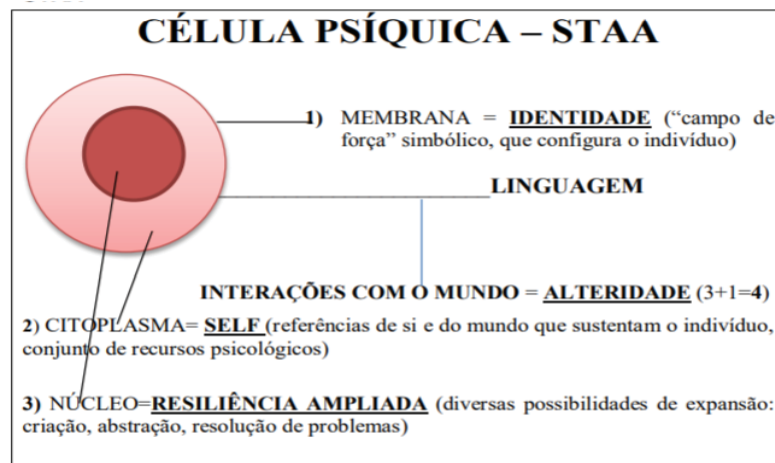 CÉLULA PSÍQUICA – STAA
1) MEMBRANA = IDENTIDADE (“campo de
força” simbólico, que configura o indivíduo)
LINGUAGEM
INTERAÇÕES COM O MUNDO = ALTERIDADE (3+1=4)
2) CITOPLASMA= SELF (referências de si e do mundo que sustentam o indivíduo,
conjunto de recursos psicológicos)
3) NÚCLEO=RESILIÊNCIA AMPLIADA (diversas possibilidades de expansão:
criação, abstração, resolução de problemas)